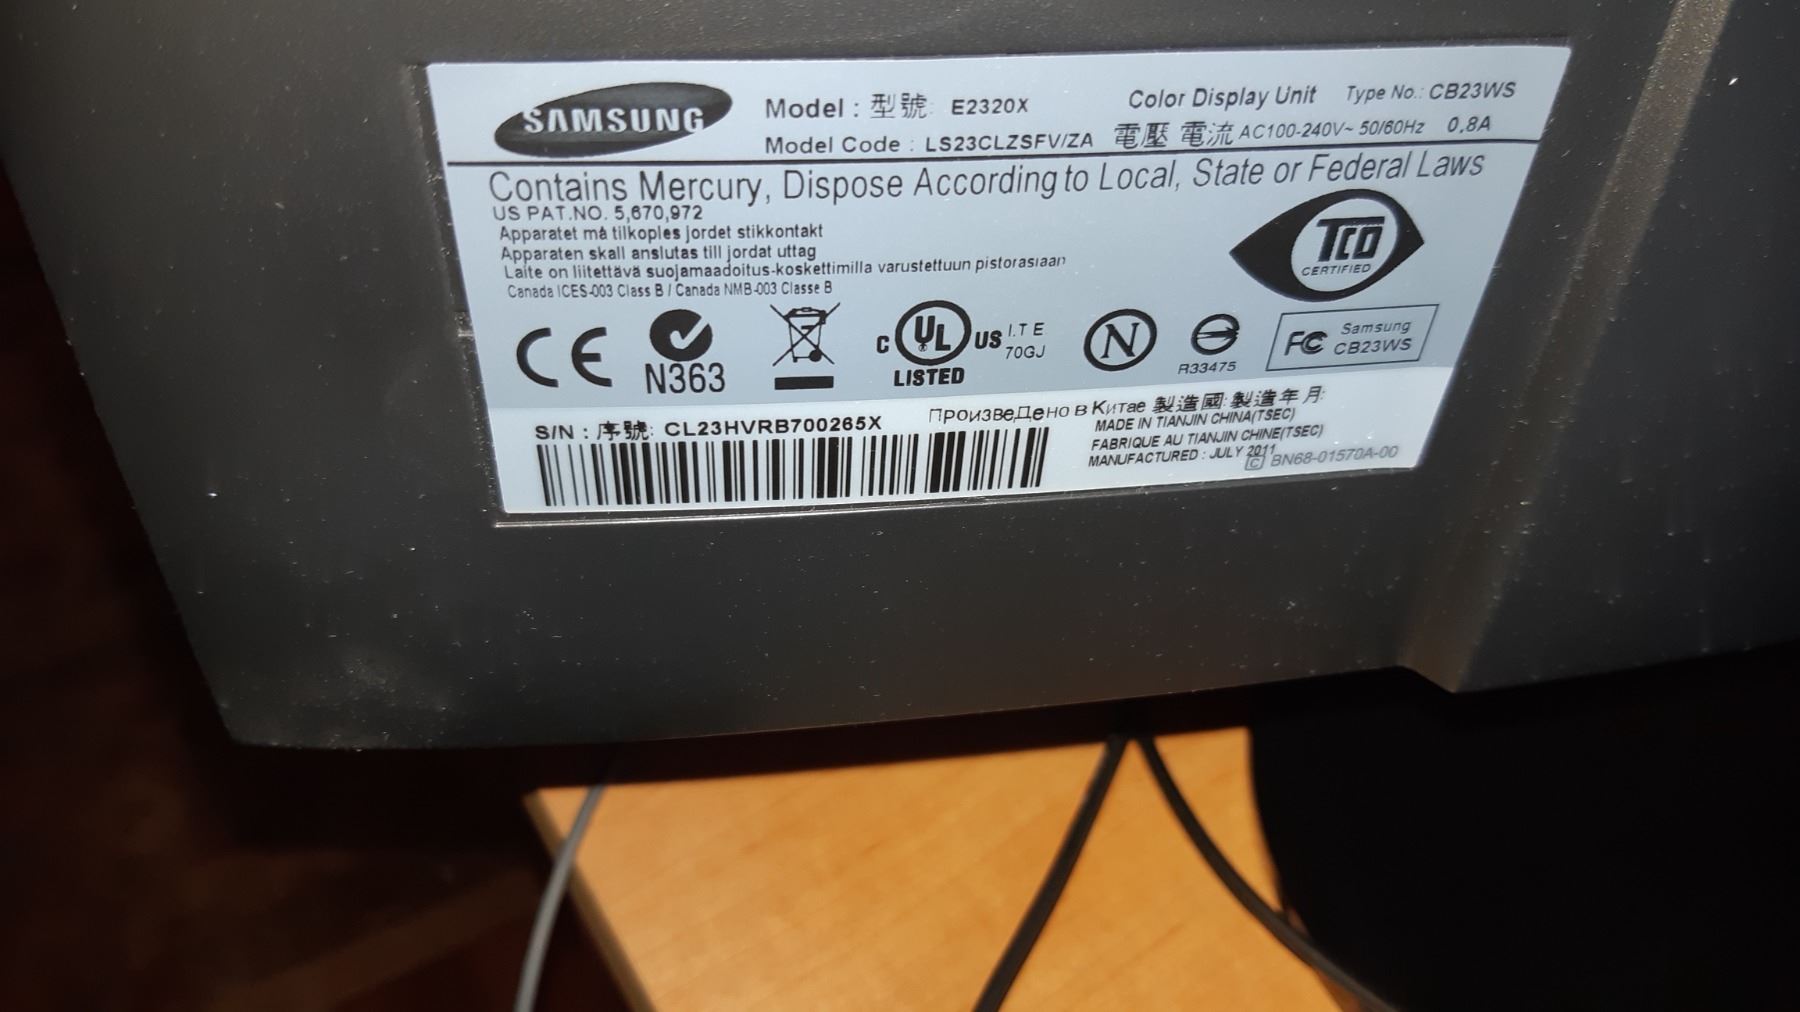 SAMSUNG
Model : 型號: E2320X
Color Display Unit Type No.: CB23WS
Model Code : LS23CLZSFV/ZA 電壓 電流 AC100-240V~ 50/60Hz 0,8A
Contains Mercury, Dispose According to Local, State or Federal Laws
US PAT.NO. 5,670,972
Apparatet må tilkoples jordet stikkontakt
Apparaten skall anslutas till jordat uttag
Laite on liitettävä suojamaadoitus-koskettimilla varustettuun pistorasiaan
Canada ICES-003 Class B / Canada NMB-003 Classe B
TCO
CERTIFIED
CE
N363
C UL US
LISTED
I.T E
70GJ
N
R33475
FC Samsung
CB23WS
S/N : 序號: CL23HVRB700265X
ПроизвеДено в Китае 製造國: 製造年月:
MADE IN TIANJIN CHINA(TSEC)
FABRIQUE AU TIANJIN CHINE(TSEC)
MANUFACTURED : JULY 2011
C BN68-01570A-00